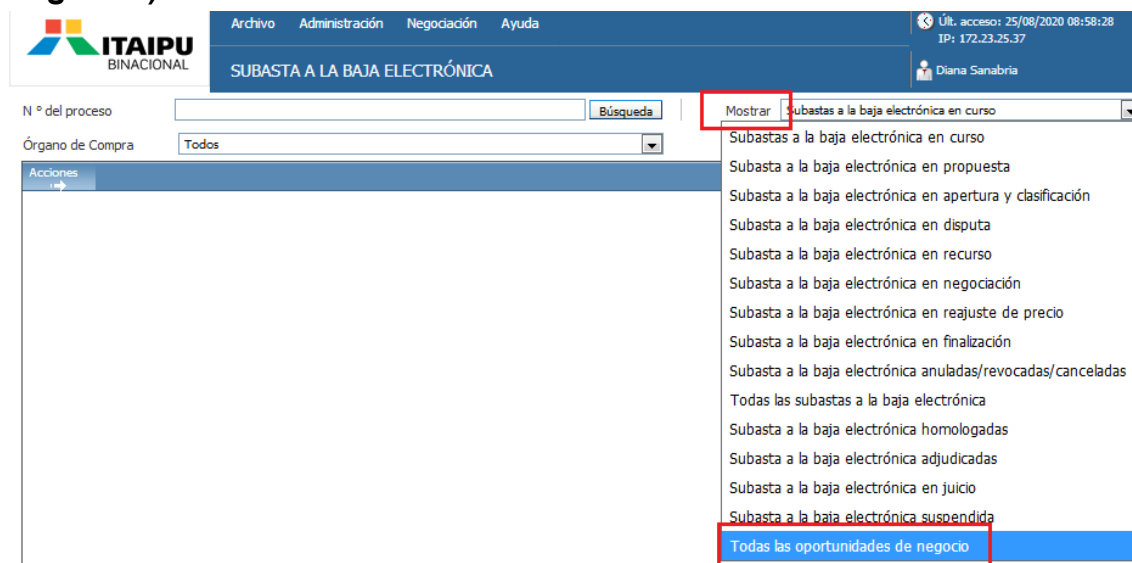 Archivo Administración Negociación Ayuda
Últ. acceso: 25/08/2020 08:58:28
IP: 172.23.25.37
ITAIPU
BINACIONAL
SUBASTA A LA BAJA ELECTRÓNICA
Diana Sanabria
N º del proceso Búsqueda Mostrar Subastas a la baja electrónica en curso
Órgano de Compra Todos
Acciones
Subastas a la baja electrónica en curso
Subasta a la baja electrónica en propuesta
Subasta a la baja electrónica en apertura y clasificación
Subasta a la baja electrónica en disputa
Subasta a la baja electrónica en recurso
Subasta a la baja electrónica en negociación
Subasta a la baja electrónica en reajuste de precio
Subasta a la baja electrónica en finalización
Subasta a la baja electrónica anuladas/revocadas/canceladas
Todas las subastas a la baja electrónica
Subasta a la baja electrónica homologadas
Subasta a la baja electrónica adjudicadas
Subasta a la baja electrónica en juicio
Subasta a la baja electrónica suspendida
Todas las oportunidades de negocio